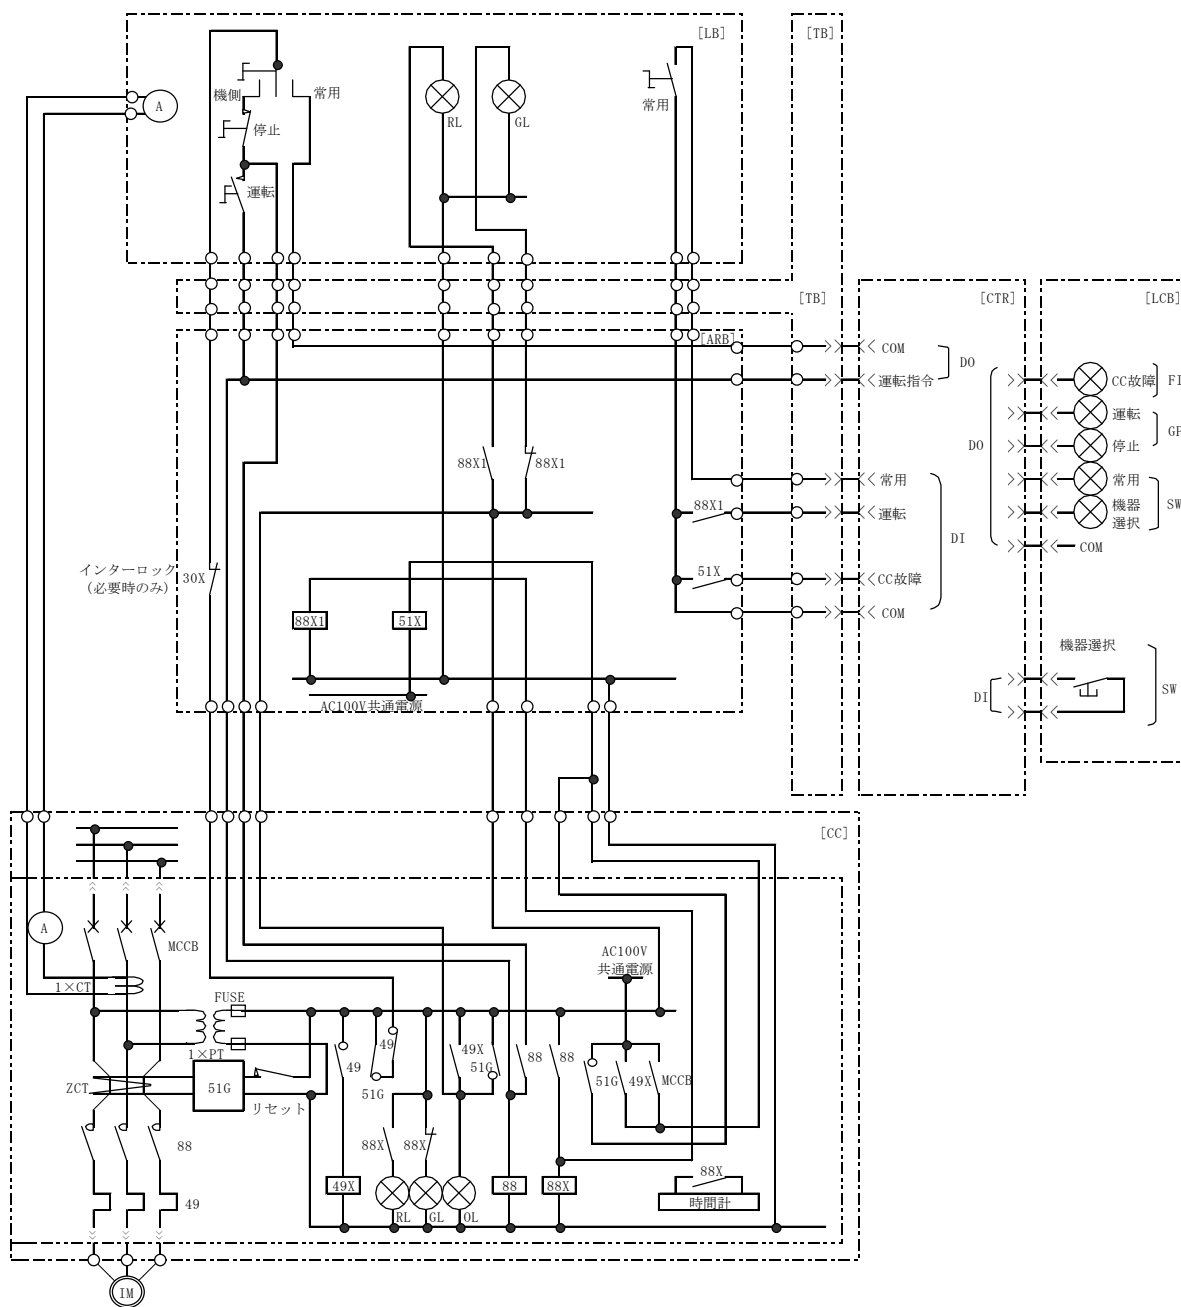 [LB]
[TB]
機側
常用
A
停止
運転
RL
GL
常用
[TB]
[CTR]
[LCB]
[ARB]
COM
DO
運転指令
CC故障
FI
運転
GP
DO
停止
88X1
88X1
常用
常用
88X1
運転
機器
選択
SW
DI
COM
インターロック
(必要時のみ)
30X
51X
CC故障
88X1
51X
COM
機器選択
DI
SW
AC100V共通電源
[CC]
A
MCCB
AC100V
共通電源
1×CT
FUSE
1×PT
49
49
49X
51G
88
88
ZCT
51G
51G
51G
49X
MCCB
リセット
88
88X
88X
49
49X
88
88X
88X
時間計
RL
GL
OL
IM